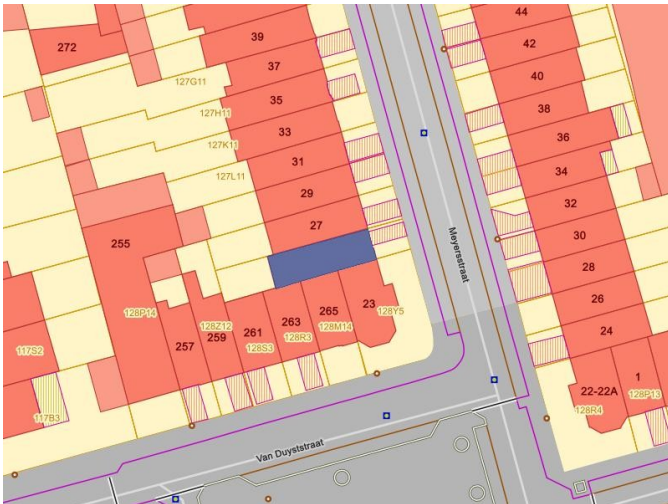 44
39
42
272
37
40
127G11
35
38
127H11
33
36
127K11
31
34
127L11
29
32
27
30
255
Meyersstraat
28
128P14
23
26
265
128Y5
263
128M14
24
128Z12
261
128R3
259
257
128S3
117S2
1
22-22A
128P13
128R4
117B3
Van Duyststraat